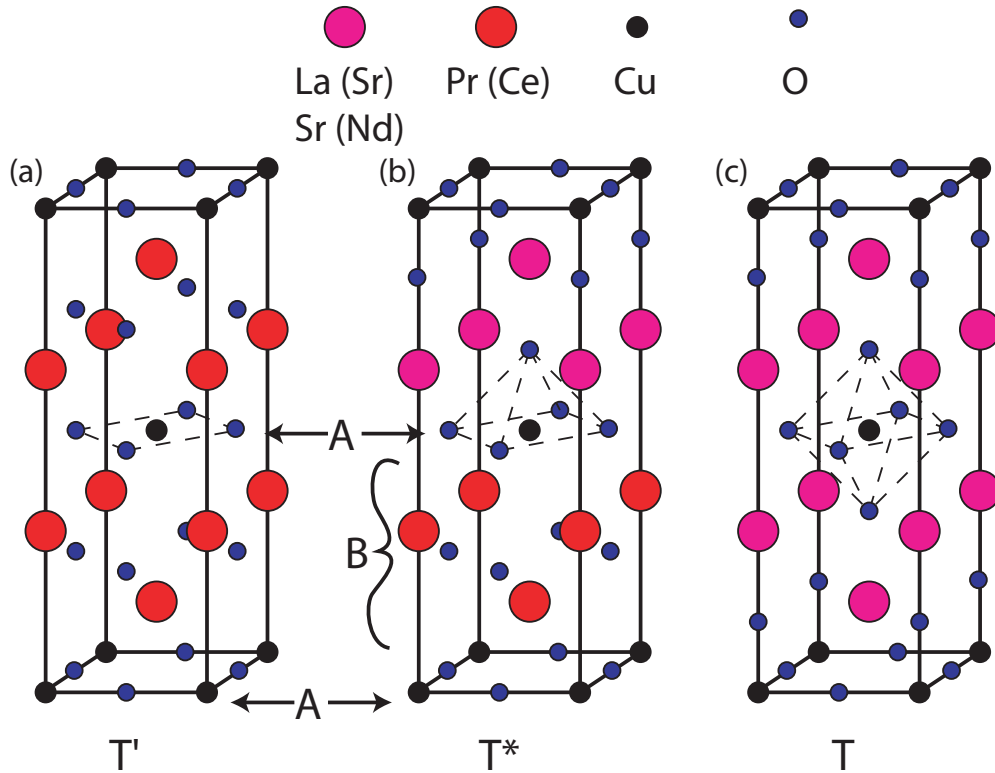 La (Sr) Pr (Ce) Cu O
Sr (Nd)
(a) (b) (c)
A
B
A
T' T* T